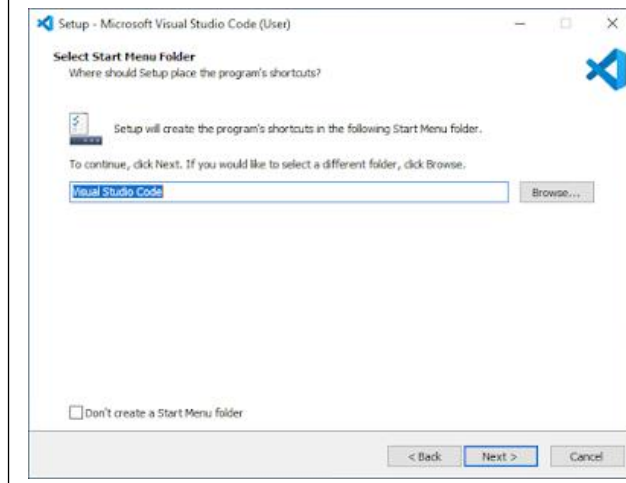 Setup - Microsoft Visual Studio Code (User)
Select Start Menu Folder
Where should Setup place the program's shortcuts?
Setup will create the program's shortcuts in the following Start Menu folder.
To continue, click Next. If you would like to select a different folder, click Browse.
Visual Studio Code
Browse...
Don't create a Start Menu folder
< Back
Next >
Cancel